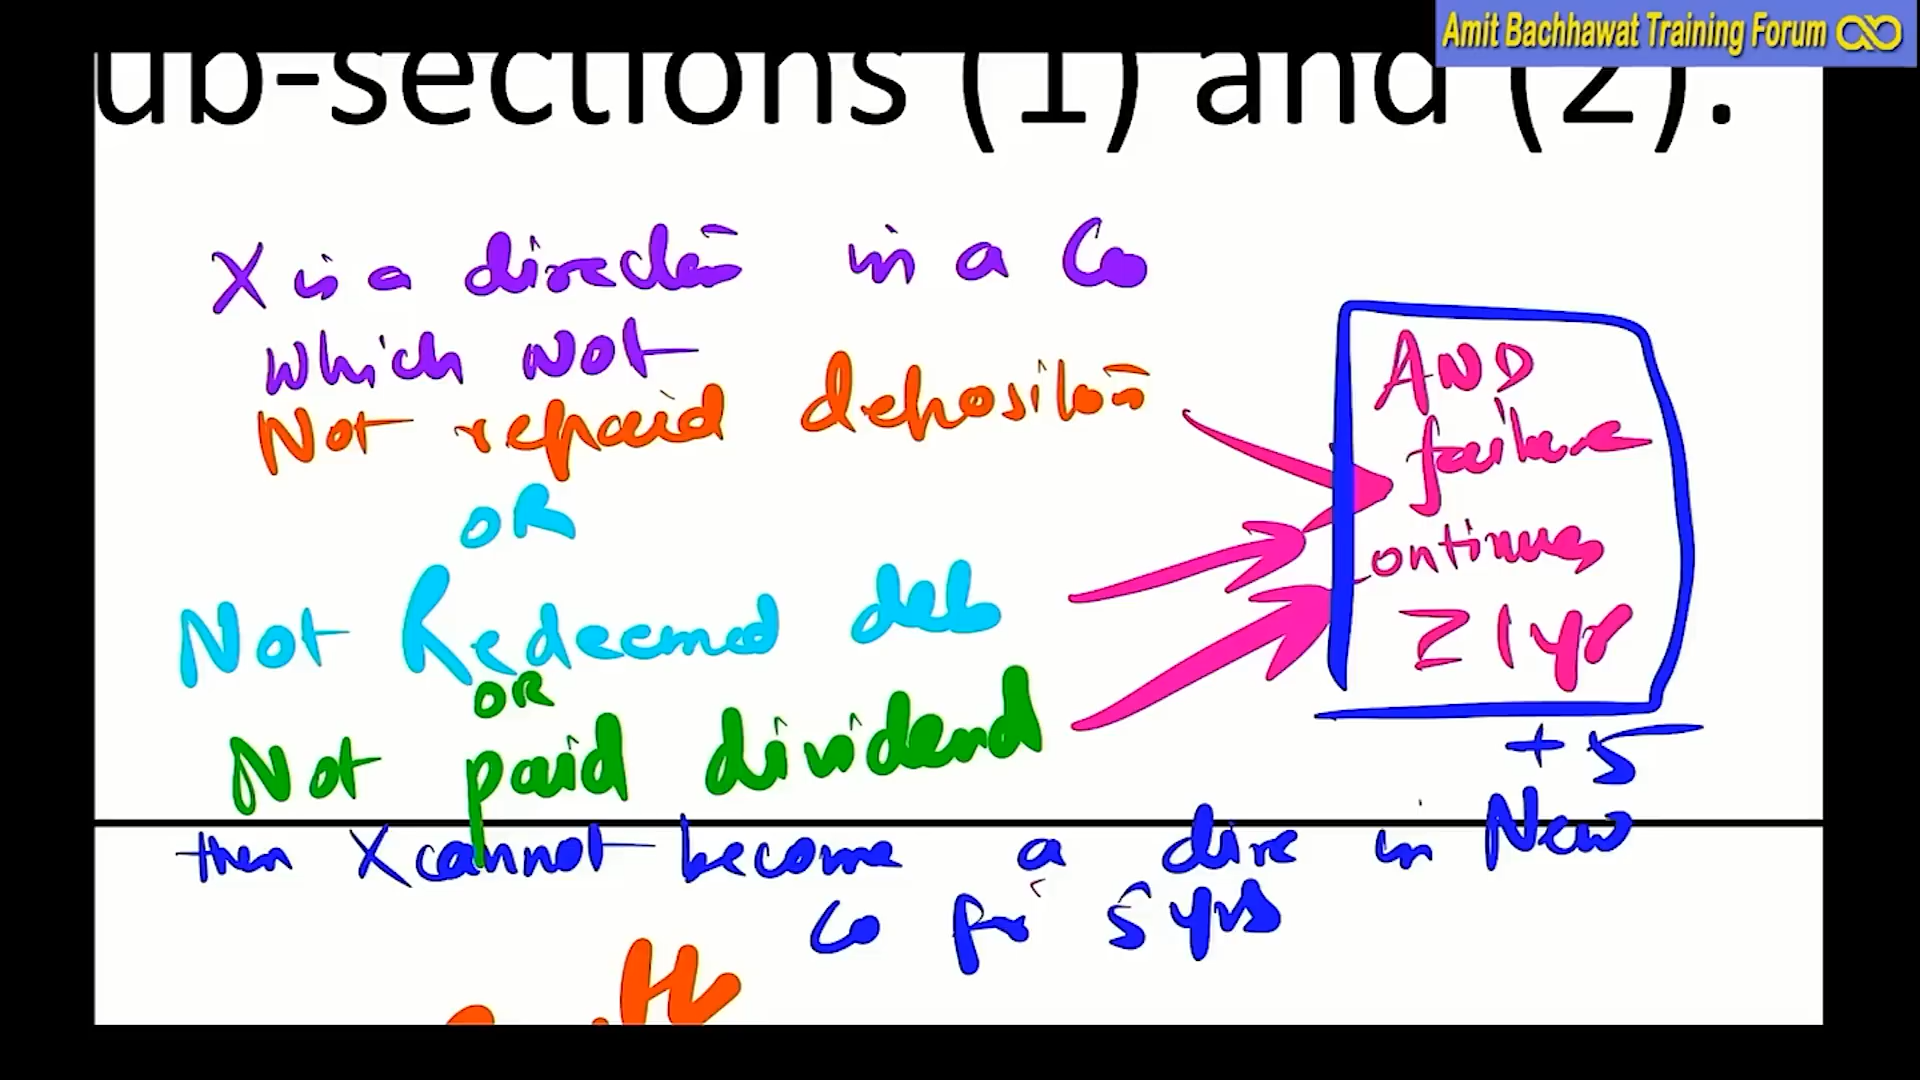 Amit Bachhawat Training Forum
ub-sections (1) and (2).
X is a director in a Co
which not
Not repaid depositors
OR
Not Redeemed deb
OR
Not paid dividend
AND
failure
continues
≥ 1 yr
+ 5
then X cannot become a dire in New
Co for 5 yrs